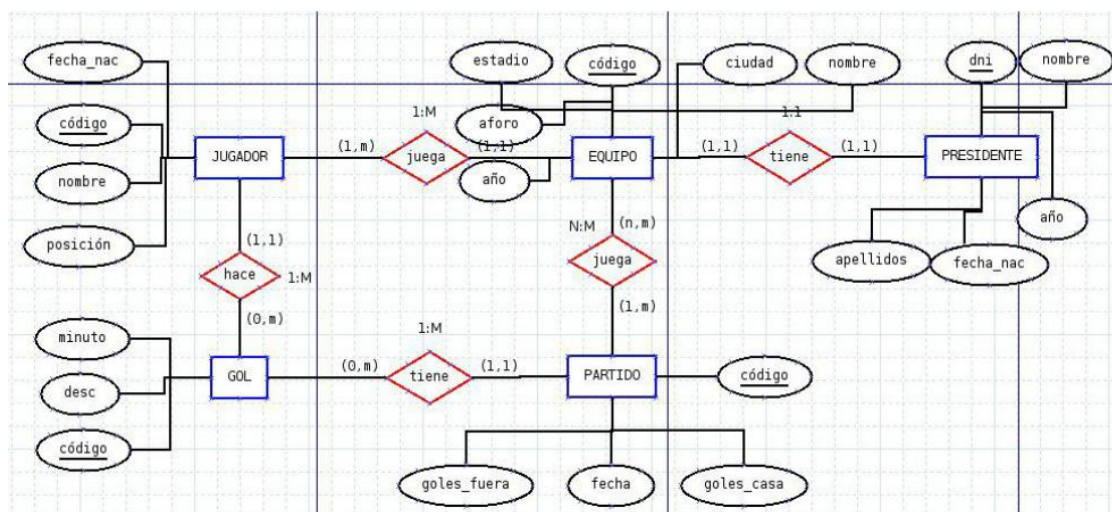 fecha_nac
estadio
código
ciudad
nombre
dni
nombre
código
1:M
aforo
1:1
JUGADOR
(1,m)
juega
(1,1)
EQUIPO
(1,1)
tiene
(1,1)
PRESIDENTE
nombre
año
año
posición
(1,1)
N:M
(n,m)
apellidos
fecha_nac
hace
1:M
juega
(0,m)
(1,m)
minuto
1:M
GOL
(0,m)
tiene
(1,1)
PARTIDO
código
desc
código
goles_fuera
fecha
goles_casa